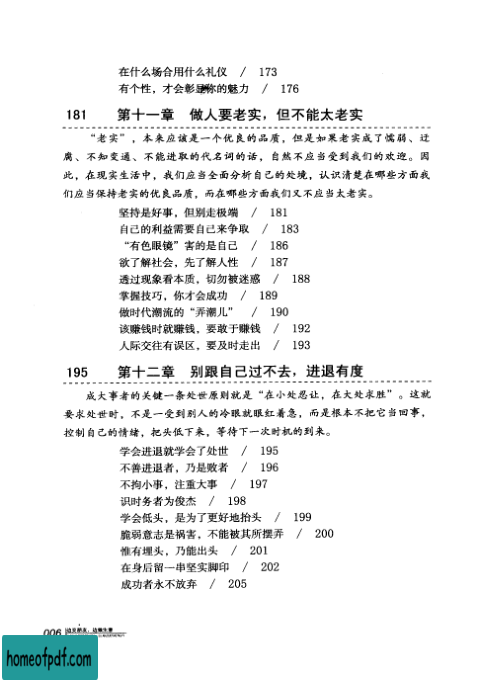 在什么场合用什么礼仪 / 173
有个性，才会彰显你的魅力 / 176
181 第十一章 做人要老实，但不能太老实
“老实”，本来应该是一个优良的品质，但是如果老实成了懦弱、迂
腐、不知变通、不能进取的代名词的话，自然不应当受到我们的欢迎。因
此，在现实生活中，我们应当全面分析自己的处境，认识清楚在哪些方面我
们应当保持老实的优良品质，而在哪些方面我们又不应当太老实。
坚持是好事，但别走极端 / 181
自己的利益需要自己来争取 / 183
“有色眼镜”害的是自己 / 186
欲了解社会，先了解人性 / 187
透过现象看本质，切勿被迷惑 / 188
掌握技巧，你才会成功 / 189
做时代潮流的“弄潮儿” / 190
该赚钱时就赚钱，要敢于赚钱 / 192
人际交往有误区，要及时走出 / 193
195 第十二章 别跟自己过不去，进退有度
成大事者的关键一条处世原则就是“在小处忍让，在大处求胜”。这就
要求处世时，不是一受到别人的冷眼就眼红着急，而是根本不把它当回事，
控制自己的情绪，把头低下来，等待下一次时机的到来。
学会进退就学会了处世 / 195
不善进退者，乃是败者 / 196
不拘小事，注重大事 / 197
识时务者为俊杰 / 198
学会低头，是为了更好地抬头 / 199
脆弱意志是祸害，不能被其所摆弄 / 200
惟有埋头，乃能出头 / 201
在身后留一串坚实脚印 / 202
成功者永不放弃 / 205
006
homeofpdf.com